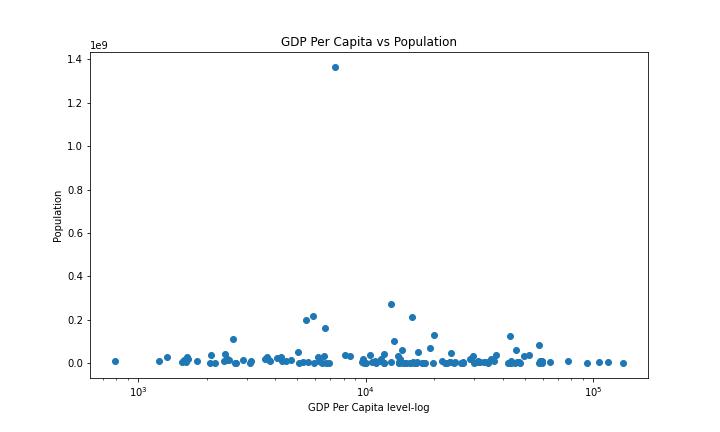 GDP Per Capita vs Population
1e9
1.4
1.2
1.0
0.8
0.6
0.4
0.2
0.0
Population
10³ 10⁴ 10⁵
GDP Per Capita level-log